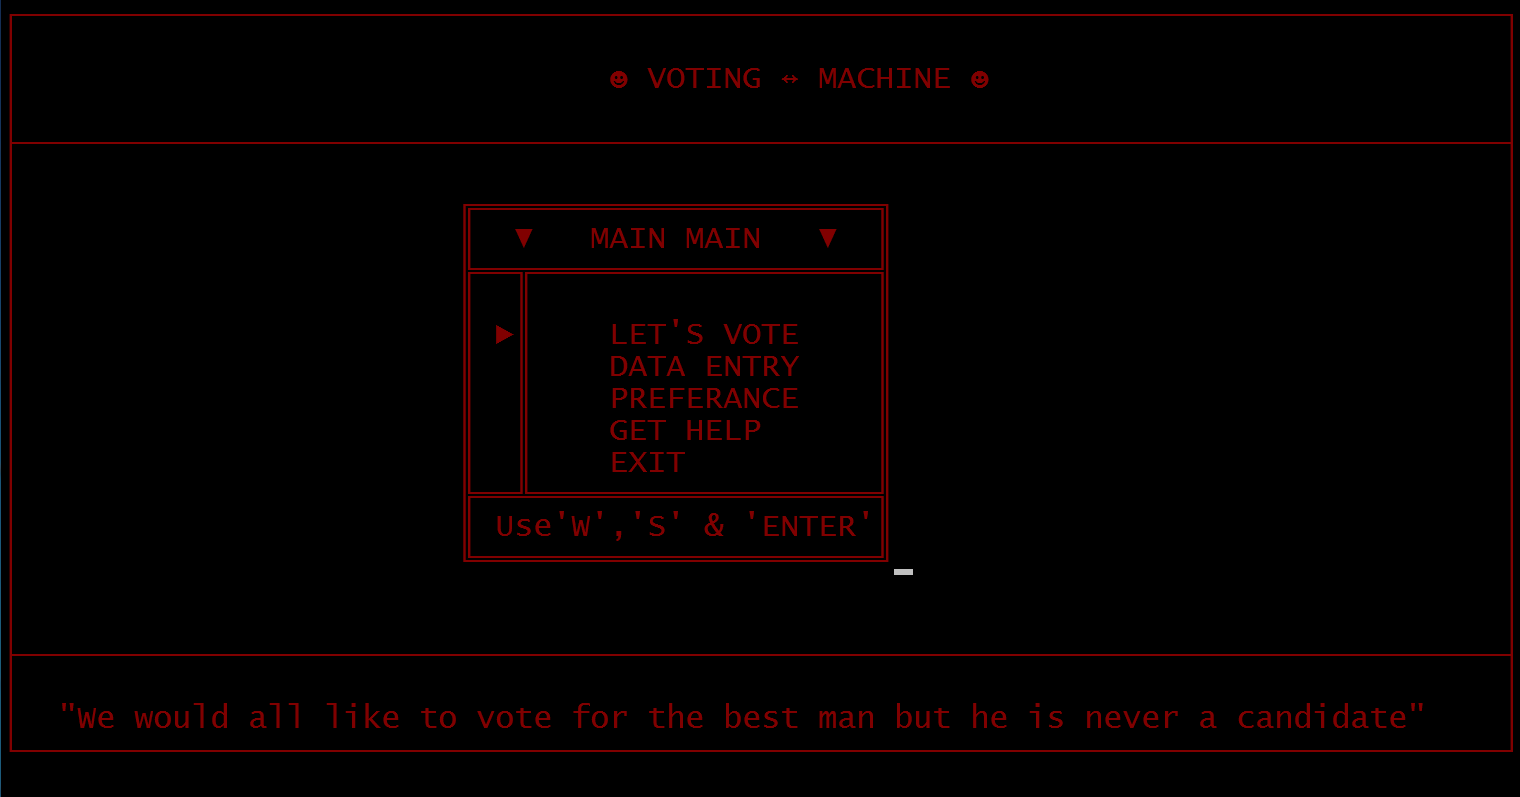 ☻ VOTING ↔ MACHINE ☻
▼ MAIN MAIN ▼
► LET'S VOTE
DATA ENTRY
PREFERANCE
GET HELP
EXIT
Use'W','S' & 'ENTER'
"We would all like to vote for the best man but he is never a candidate"